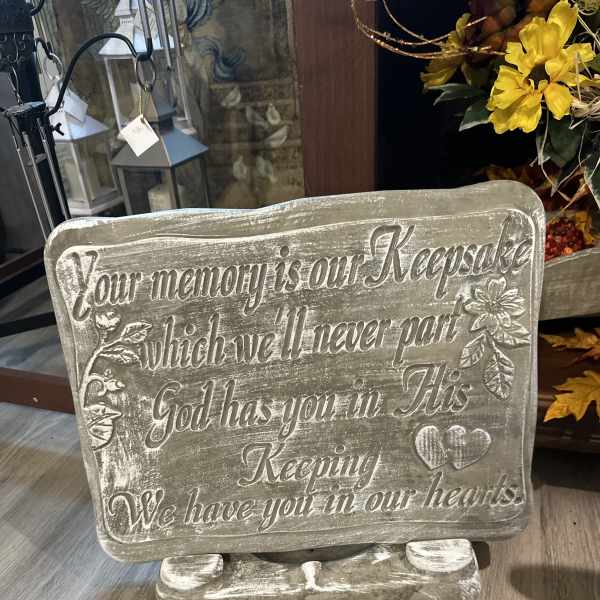 Your memory is our Keepsake
which we'll never part
God has you in His
Keeping
We have you in our hearts.